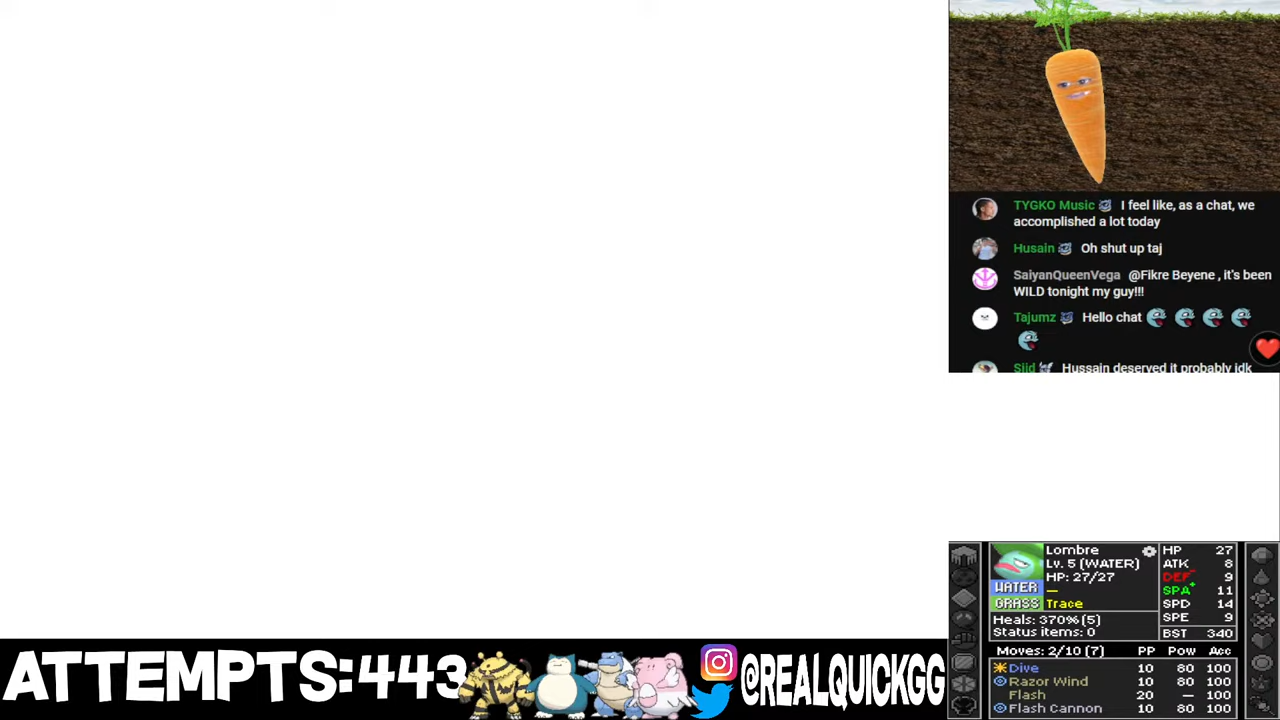 TYGKO Music I feel like, as a chat, we
accomplished a lot today
Husain Oh shut up taj
SaiyanQueenVega @Fikre Beyene , it's been
WILD tonight my guy!!!
Tajumz Hello chat
Siid Hussain deserved it probably idk
Lombre
Lv. 5 (WATER)
HP: 27/27
WATER —
GRASS Trace
Heals: 370% (5)
Status items: 0
HP 27
ATK 8
DEF 9
SPA 11
SPD 14
SPE 9
BST 340
Moves: 2/10 (7) PP Pow Acc
Dive 10 80 100
Razor Wind 10 80 100
Flash 20 — 100
Flash Cannon 10 80 100
ATTEMPTS:443
@REALQUICKGG